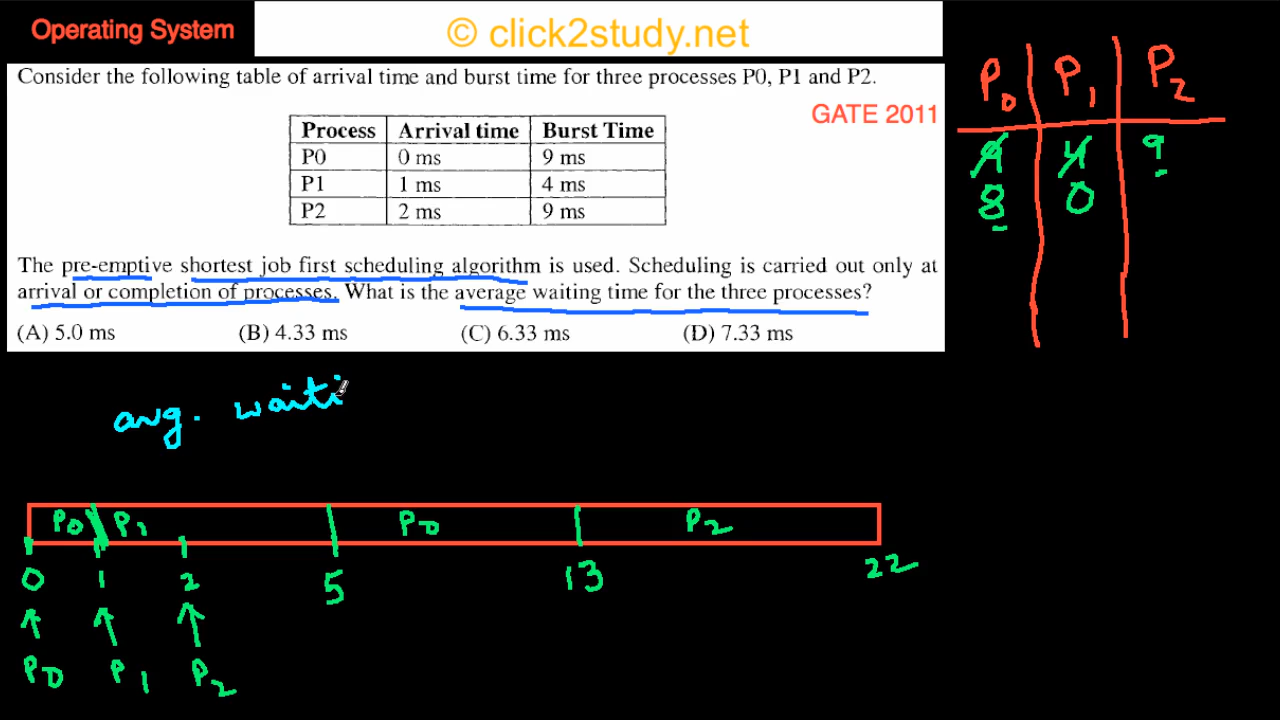 Operating System
© click2study.net
Consider the following table of arrival time and burst time for three processes P0, P1 and P2.
GATE 2011
Process Arrival time Burst Time
P0 0 ms 9 ms
P1 1 ms 4 ms
P2 2 ms 9 ms
The pre-emptive shortest job first scheduling algorithm is used. Scheduling is carried out only at
arrival or completion of processes. What is the average waiting time for the three processes?
(A) 5.0 ms (B) 4.33 ms (C) 6.33 ms (D) 7.33 ms
P0 P1 P2
9 4 9
8 0
avg. waiti
P0 P1 P0 P2
0 1 2 5 13 22
P0 P1 P2